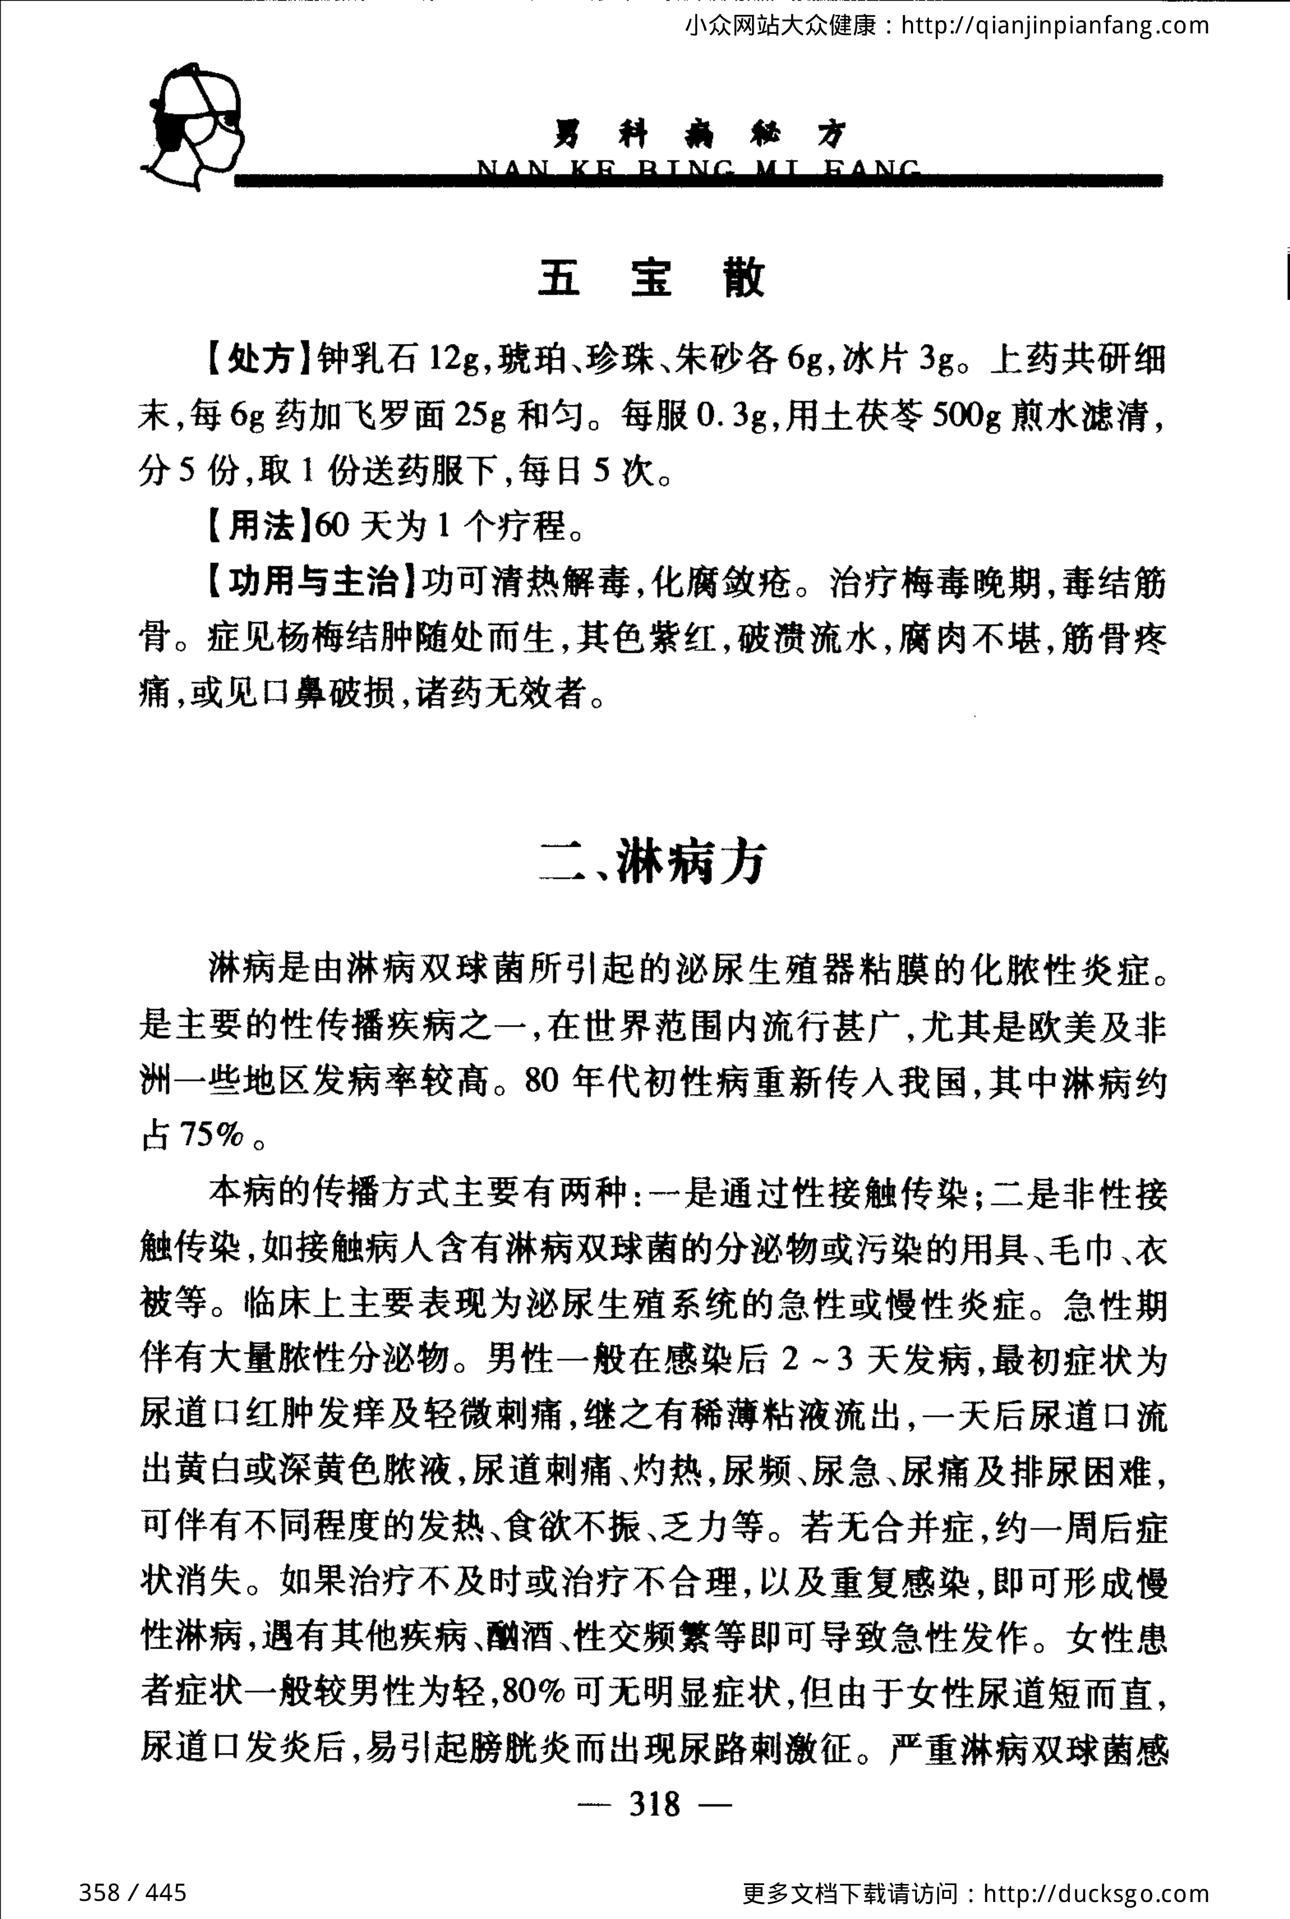 小众网站大众健康：http://qianjinpianfang.com
男科病秘方
NAN KE BING MI FANG
五宝散
【处方】钟乳石 12g,琥珀、珍珠、朱砂各 6g,冰片 3g。上药共研细
末,每 6g 药加飞罗面 25g 和匀。每服 0.3g,用土茯苓 500g 煎水滤清,
分 5 份,取 1 份送药服下,每日 5 次。
【用法】60 天为 1 个疗程。
【功用与主治】功可清热解毒,化腐敛疮。治疗梅毒晚期,毒结筋
骨。症见杨梅结肿随处而生,其色紫红,破溃流水,腐肉不堪,筋骨疼
痛,或见口鼻破损,诸药无效者。
二、淋病方
淋病是由淋病双球菌所引起的泌尿生殖器粘膜的化脓性炎症。
是主要的性传播疾病之一,在世界范围内流行甚广,尤其是欧美及非
洲一些地区发病率较高。80 年代初性病重新传入我国,其中淋病约
占 75%。
本病的传播方式主要有两种:一是通过性接触传染;二是非性接
触传染,如接触病人含有淋病双球菌的分泌物或污染的用具、毛巾、衣
被等。临床上主要表现为泌尿生殖系统的急性或慢性炎症。急性期
伴有大量脓性分泌物。男性一般在感染后 2～3 天发病,最初症状为
尿道口红肿发痒及轻微刺痛,继之有稀薄粘液流出,一天后尿道口流
出黄白或深黄色脓液,尿道刺痛、灼热,尿频、尿急、尿痛及排尿困难,
可伴有不同程度的发热、食欲不振、乏力等。若无合并症,约一周后症
状消失。如果治疗不及时或治疗不合理,以及重复感染,即可形成慢
性淋病,遇有其他疾病、酗酒、性交频繁等即可导致急性发作。女性患
者症状一般较男性为轻,80%可无明显症状,但由于女性尿道短而直,
尿道口发炎后,易引起膀胱炎而出现尿路刺激征。严重淋病双球菌感
— 318 —
358 / 445
更多文档下载请访问：http://ducksgo.com